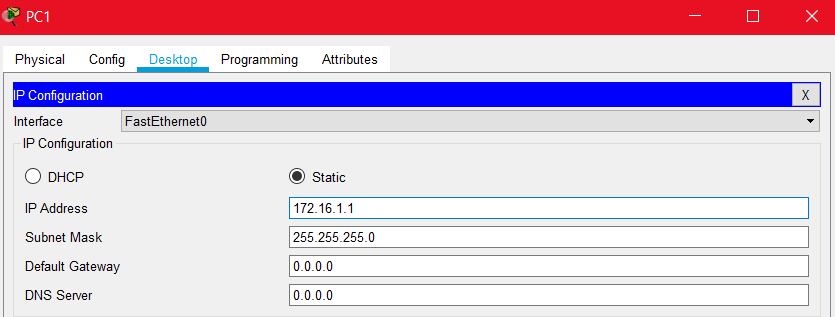 PC1
Physical Config Desktop Programming Attributes
IP Configuration X
Interface FastEthernet0
IP Configuration
DHCP Static
IP Address 172.16.1.1
Subnet Mask 255.255.255.0
Default Gateway 0.0.0.0
DNS Server 0.0.0.0